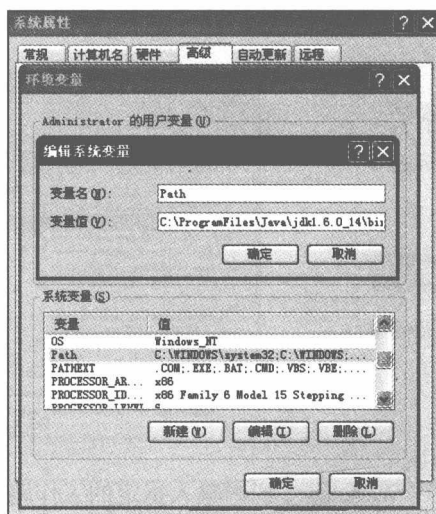 系统属性
常规 计算机名 硬件 高级 自动更新 远程
环境变量
Administrator 的用户变量(U)
编辑系统变量
变量名(N): Path
变量值(V): C:\ProgramFiles\Java\jdk1.6.0_14\bin
确定 取消
系统变量(S)
变量 值
OS Windows_NT
Path C:\WINDOWS\system32;C:\WINDOWS;...
PATHEXT .COM;.EXE;.BAT;.CMD;.VBS;.VBE;...
PROCESSOR_AR... x86
PROCESSOR_ID... x86 Family 6 Model 15 Stepping ...
新建(W) 编辑(I) 删除(L)
确定 取消